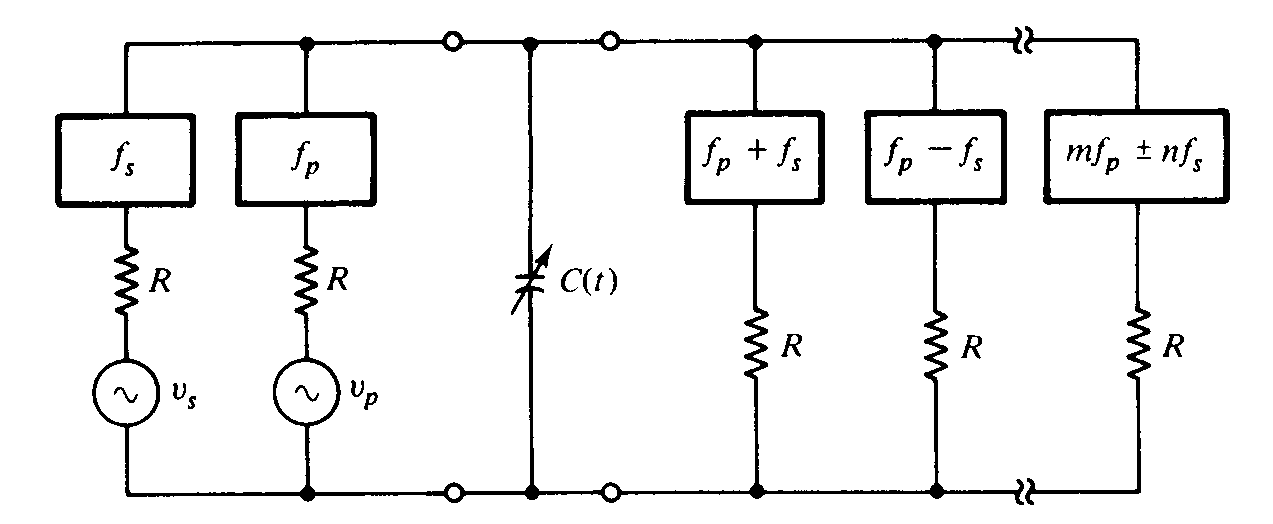 f_s
f_p
f_p + f_s
f_p − f_s
mf_p ± nf_s
R
R
C(t)
R
R
R
υ_s
υ_p